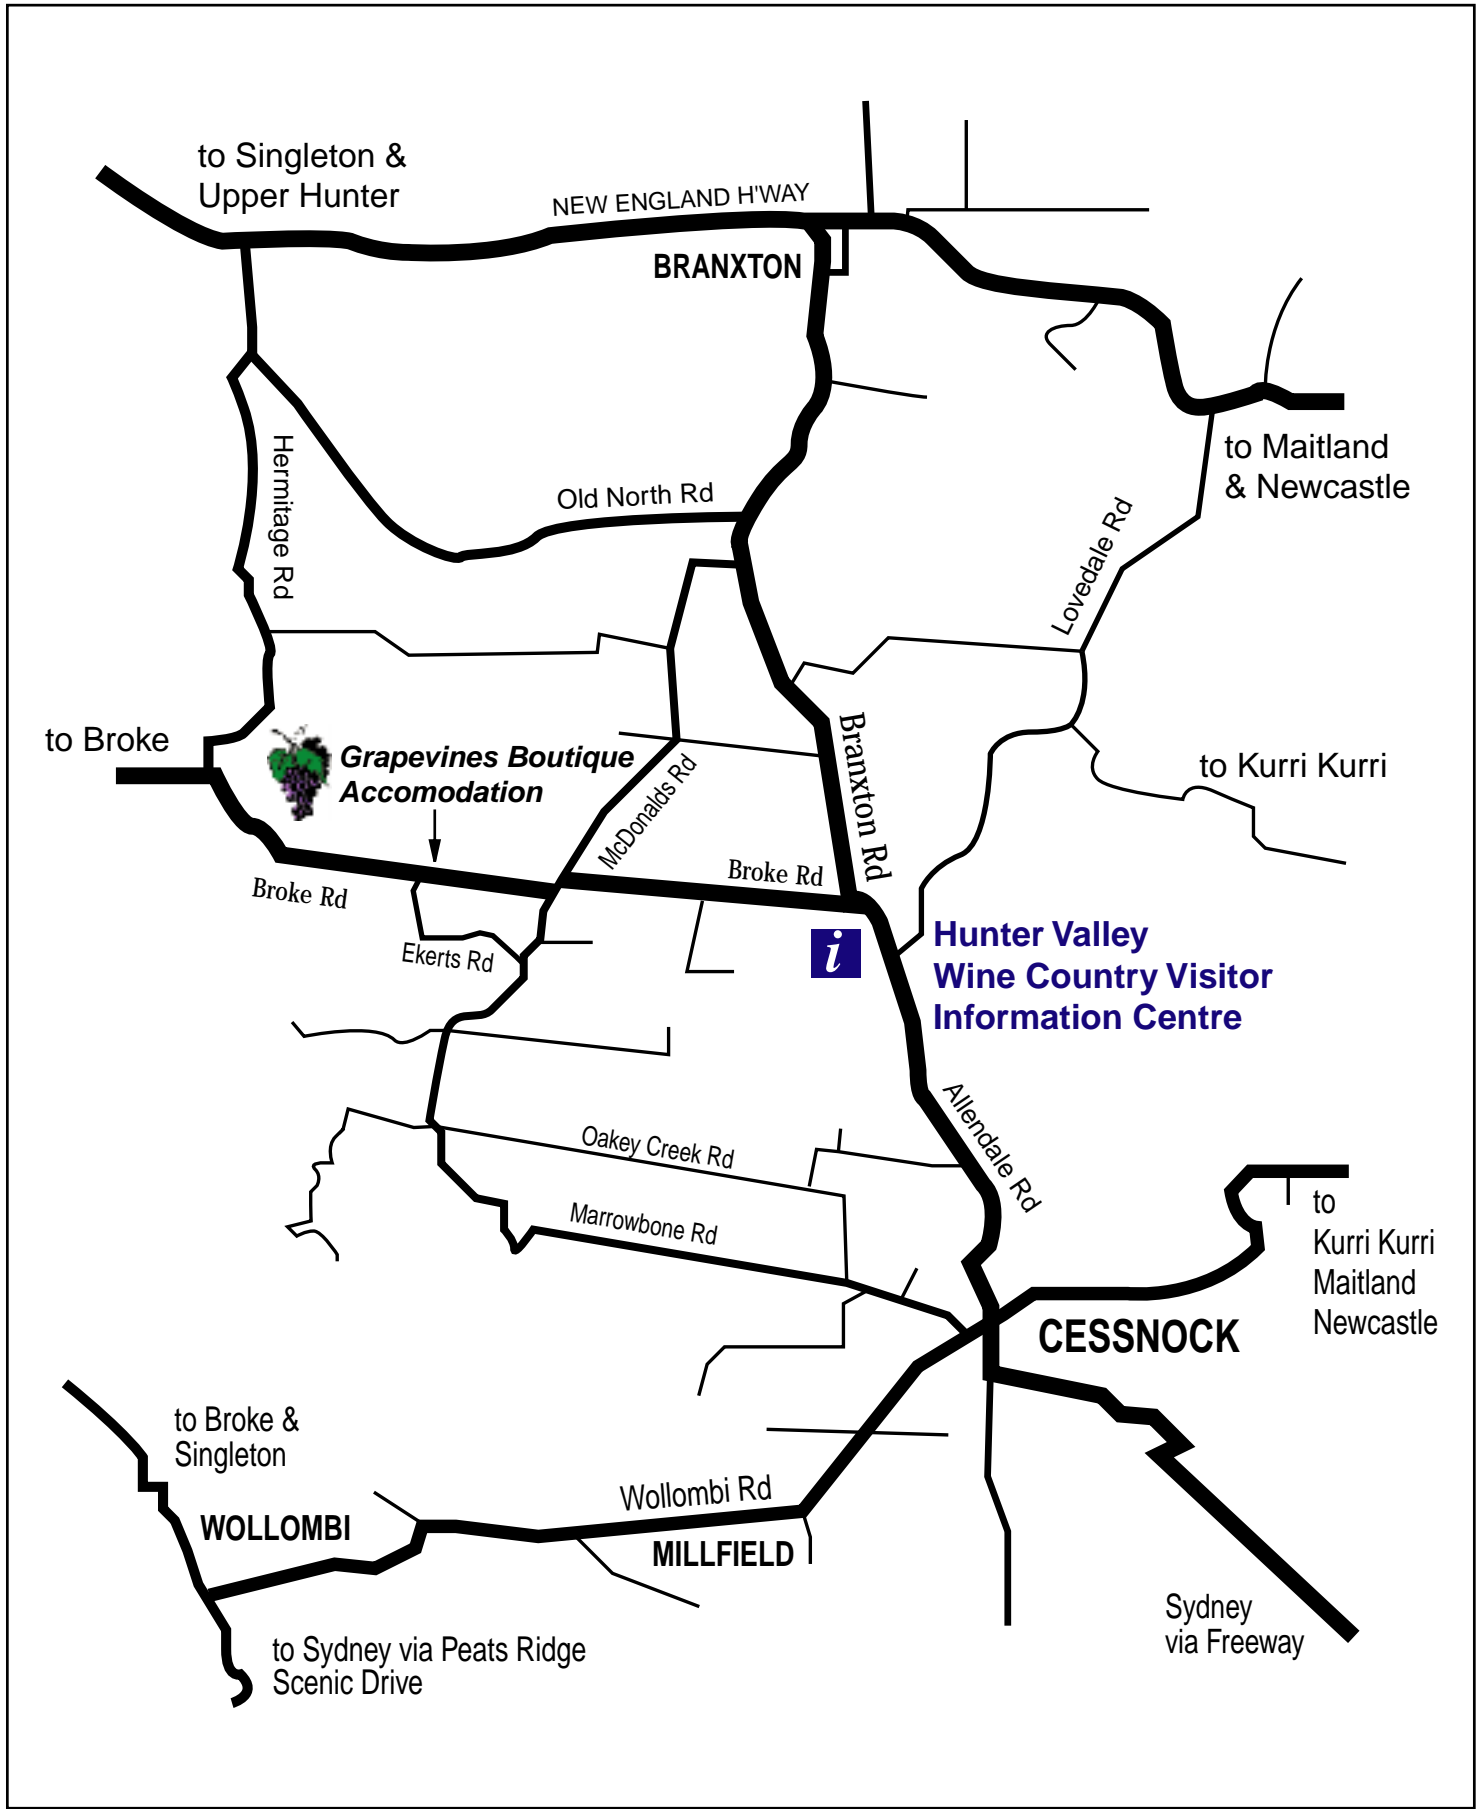 to Singleton &
Upper Hunter
NEW ENGLAND H'WAY
BRANXTON
to Maitland
& Newcastle
Hermitage Rd
Old North Rd
Lovedale Rd
to Broke
Grapevines Boutique
Accomodation
McDonalds Rd
Branxton Rd
to Kurri Kurri
Broke Rd
Broke Rd
Ekerts Rd
i
Hunter Valley
Wine Country Visitor
Information Centre
Allendale Rd
Oakey Creek Rd
Marrowbone Rd
to
Kurri Kurri
Maitland
Newcastle
CESSNOCK
to Broke &
Singleton
WOLLOMBI
Wollombi Rd
MILLFIELD
Sydney
via Freeway
to Sydney via Peats Ridge
Scenic Drive